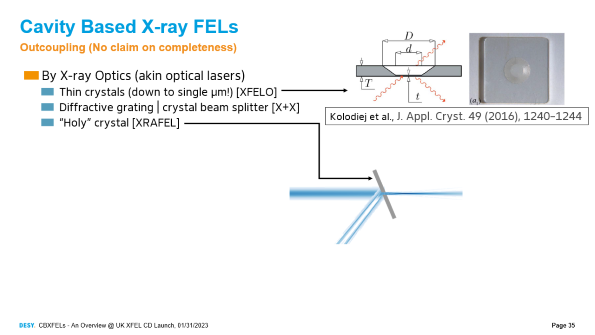 Cavity Based X-ray FELs
Outcoupling (No claim on completeness)
By X-ray Optics (akin optical lasers)
Thin crystals (down to single µm!) [XFELO]
Diffractive grating | crystal beam splitter [X+X]
“Holy” crystal [XRAFEL]
D
d
T
t
(a)
Kolodiej et al., J. Appl. Cryst. 49 (2016), 1240–1244
DESY. CBXFELs - An Overview @ UK XFEL CD Launch, 01/31/2023
Page 35